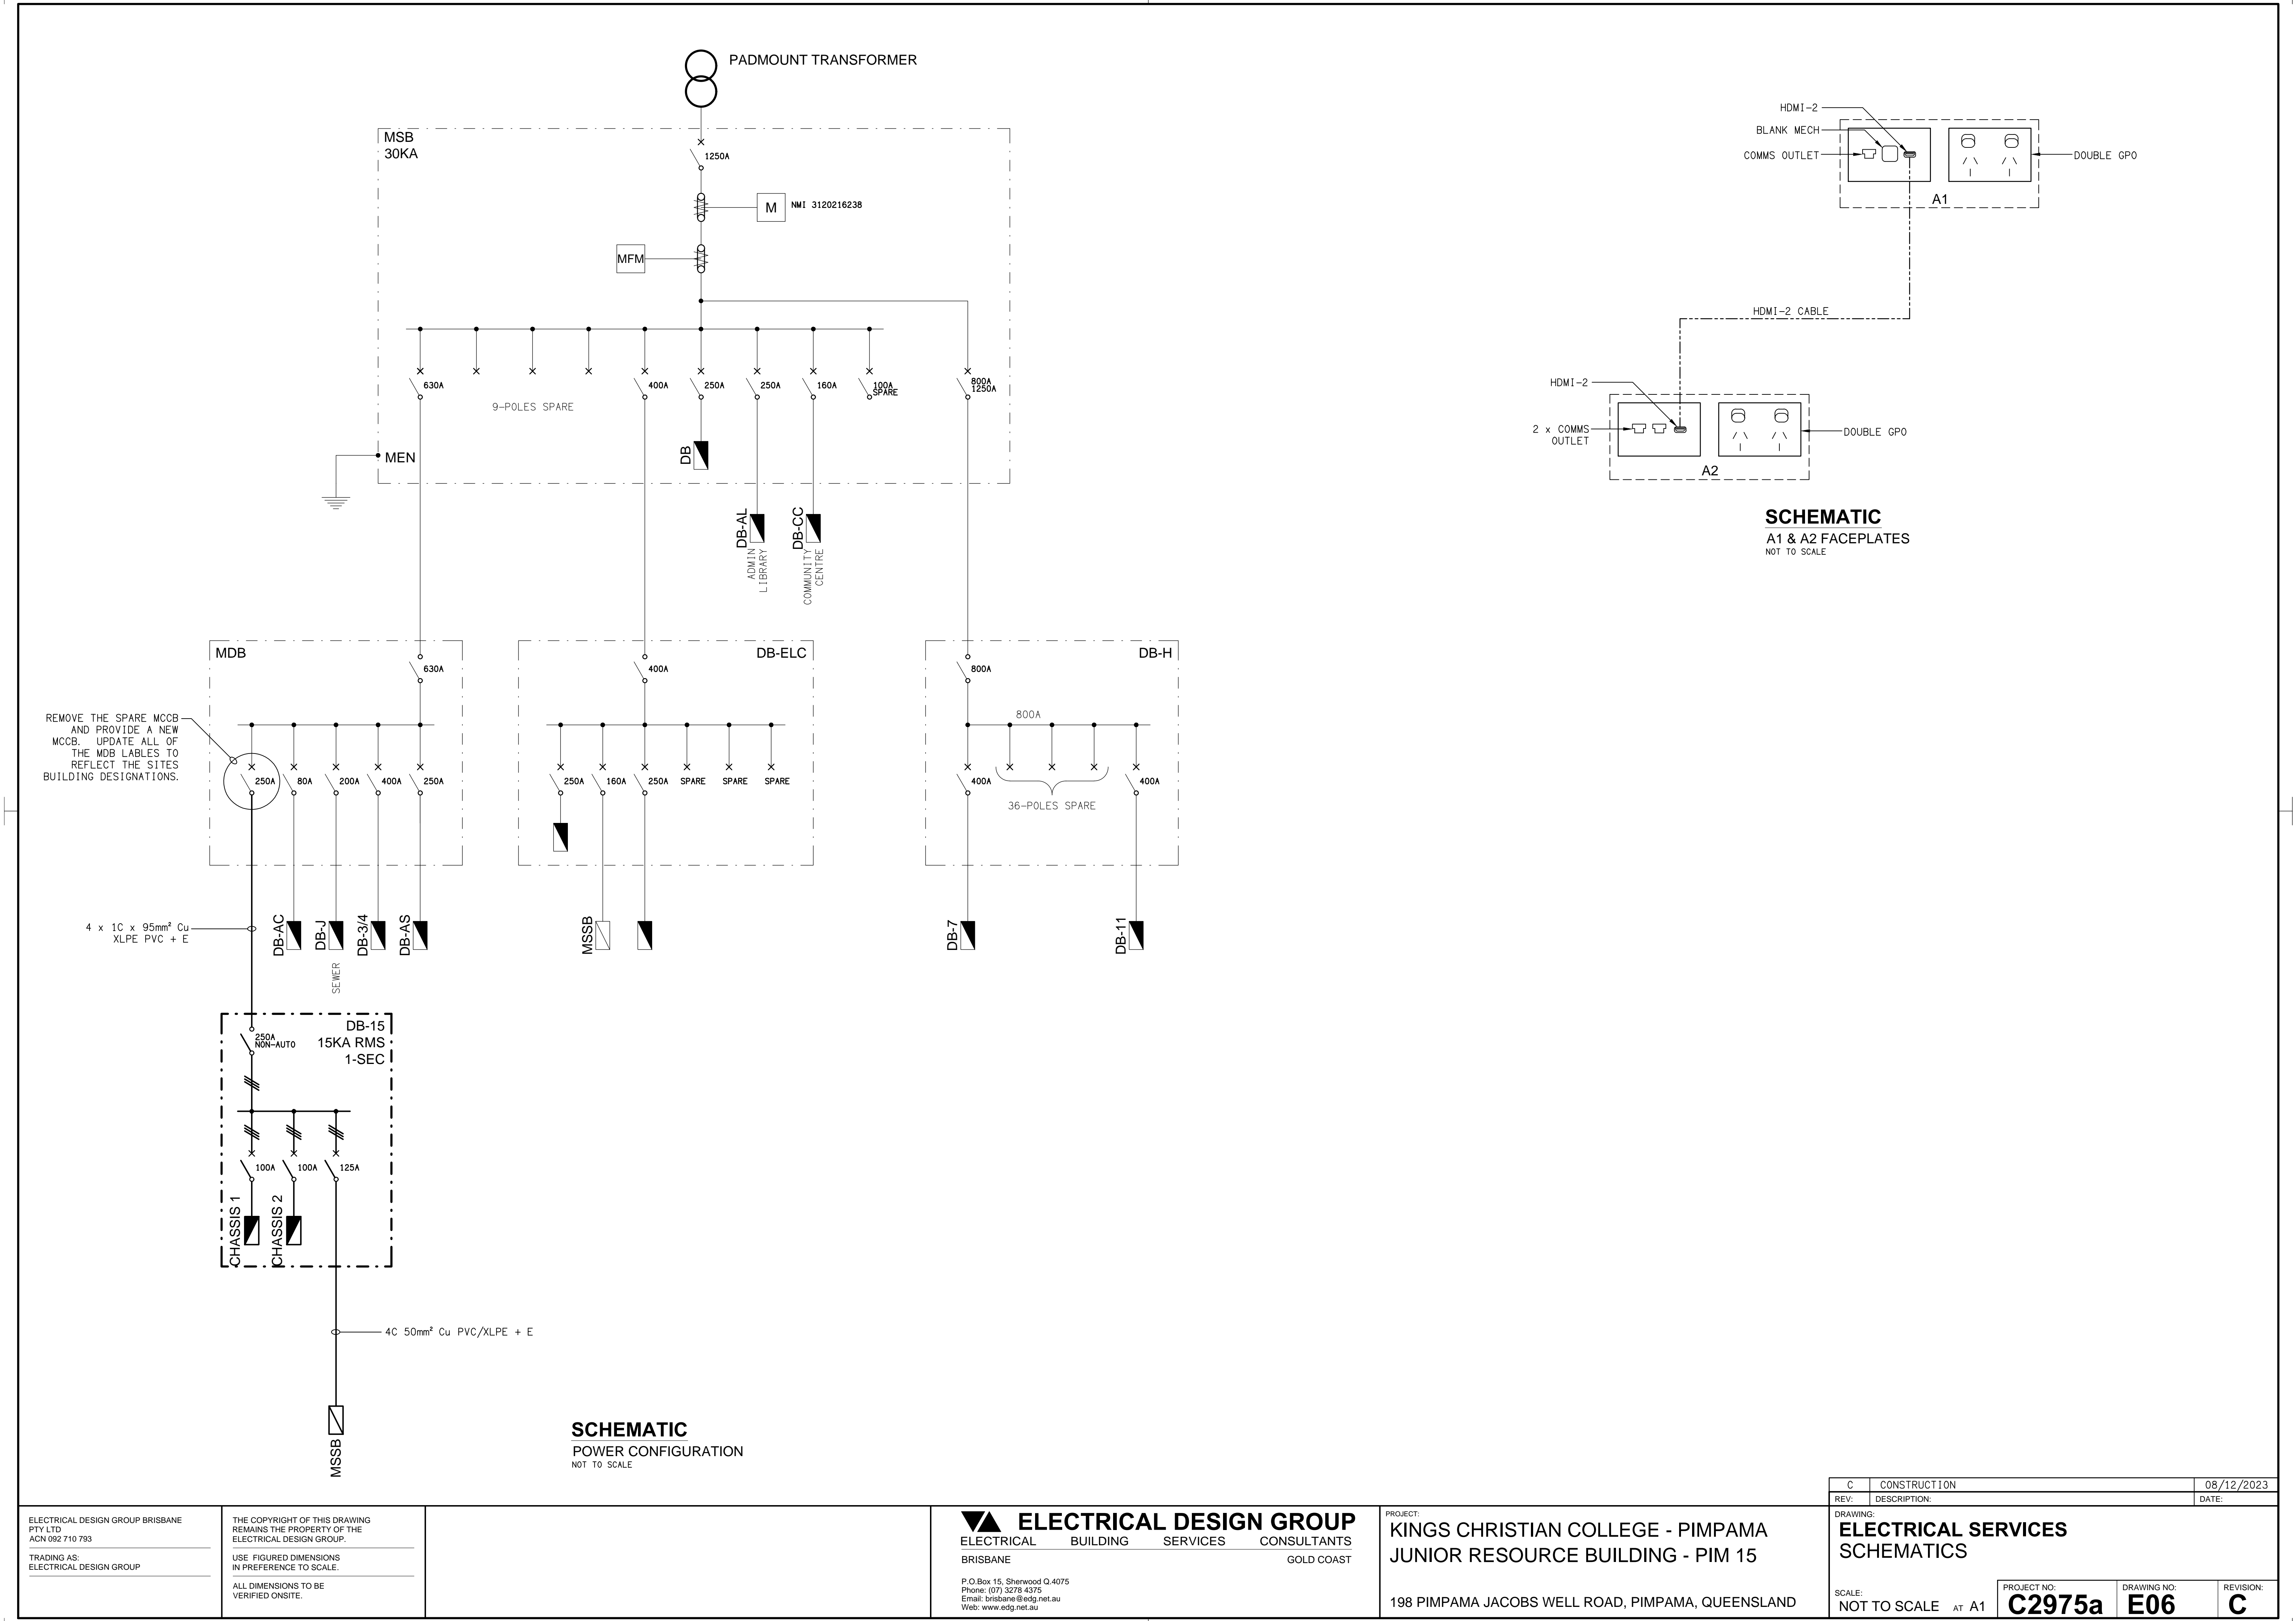 PADMOUNT TRANSFORMER
MSB
30KA
1250A
M
NMI 3120216238
MFM
630A
9-POLES SPARE
400A
250A
250A
160A
100A
SPARE
800A
1250A
MEN
DB
DB-AL
ADMIN
LIBRARY
DB-CC
COMMUNITY
CENTRE
MDB
630A
REMOVE THE SPARE MCCB
AND PROVIDE A NEW
MCCB. UPDATE ALL OF
THE MDB LABLES TO
REFLECT THE SITES
BUILDING DESIGNATIONS.
250A
80A
200A
400A
250A
4 x 1C x 95mm² Cu
XLPE PVC + E
DB-AC
DB-J
SEWER
DB-3/4
DB-AS
DB-ELC
400A
250A
160A
250A
SPARE
SPARE
SPARE
MSSB
DB-H
800A
800A
400A
36-POLES SPARE
400A
DB-7
DB-11
DB-15
15KA RMS
1-SEC
250A
NON-AUTO
100A
100A
125A
CHASSIS 1
CHASSIS 2
4C 50mm² Cu PVC/XLPE + E
MSSB
SCHEMATIC
POWER CONFIGURATION
NOT TO SCALE
HDMI-2
BLANK MECH
COMMS OUTLET
DOUBLE GPO
A1
HDMI-2 CABLE
HDMI-2
2 x COMMS
OUTLET
DOUBLE GPO
A2
SCHEMATIC
A1 & A2 FACEPLATES
NOT TO SCALE
C CONSTRUCTION 08/12/2023
REV: DESCRIPTION: DATE:
ELECTRICAL DESIGN GROUP BRISBANE
PTY LTD
ACN 092 710 793
TRADING AS:
ELECTRICAL DESIGN GROUP
THE COPYRIGHT OF THIS DRAWING
REMAINS THE PROPERTY OF THE
ELECTRICAL DESIGN GROUP.
USE FIGURED DIMENSIONS
IN PREFERENCE TO SCALE.
ALL DIMENSIONS TO BE
VERIFIED ONSITE.
ELECTRICAL DESIGN GROUP
ELECTRICAL BUILDING SERVICES CONSULTANTS
BRISBANE GOLD COAST
P.O.Box 15, Sherwood Q.4075
Phone: (07) 3278 4375
Email: brisbane@edg.net.au
Web: www.edg.net.au
PROJECT:
KINGS CHRISTIAN COLLEGE - PIMPAMA
JUNIOR RESOURCE BUILDING - PIM 15
198 PIMPAMA JACOBS WELL ROAD, PIMPAMA, QUEENSLAND
DRAWING:
ELECTRICAL SERVICES
SCHEMATICS
SCALE:
NOT TO SCALE AT A1
PROJECT NO:
C2975a
DRAWING NO:
E06
REVISION:
C